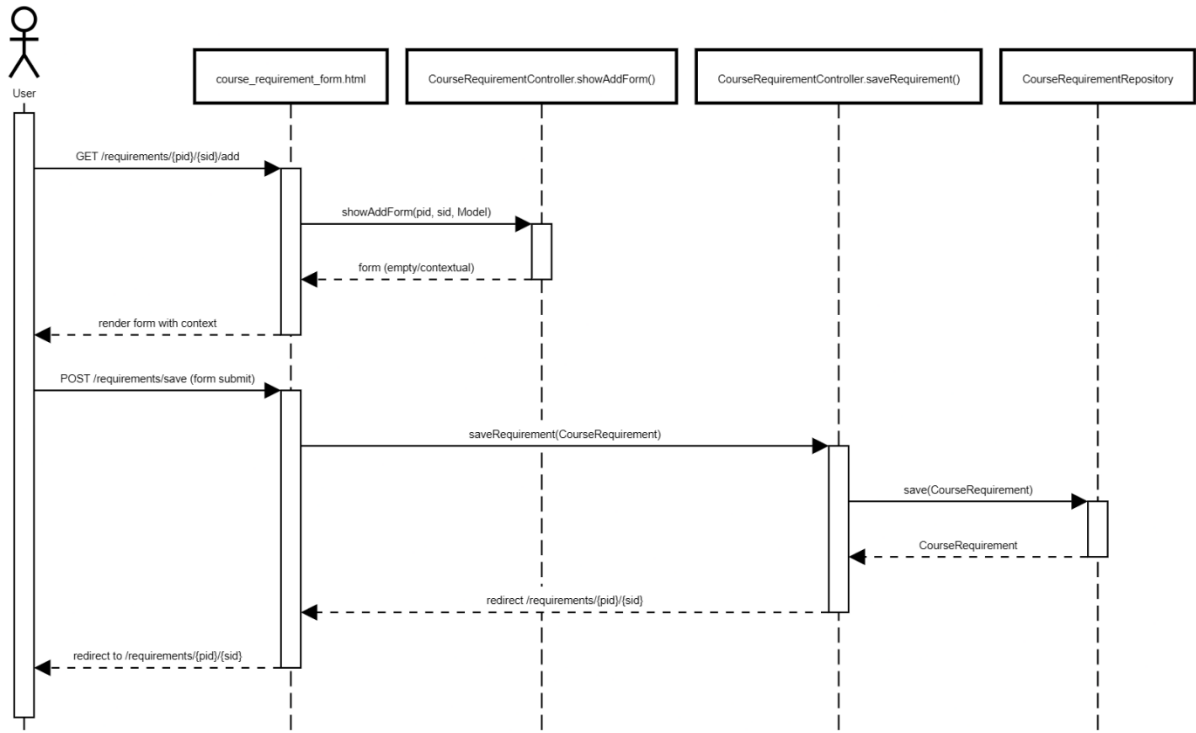 User
course_requirement_form.html
CourseRequirementController.showAddForm()
CourseRequirementController.saveRequirement()
CourseRequirementRepository
GET /requirements/{pid}/{sid}/add
showAddForm(pid, sid, Model)
form (empty/contextual)
render form with context
POST /requirements/save (form submit)
saveRequirement(CourseRequirement)
save(CourseRequirement)
CourseRequirement
redirect /requirements/{pid}/{sid}
redirect to /requirements/{pid}/{sid}